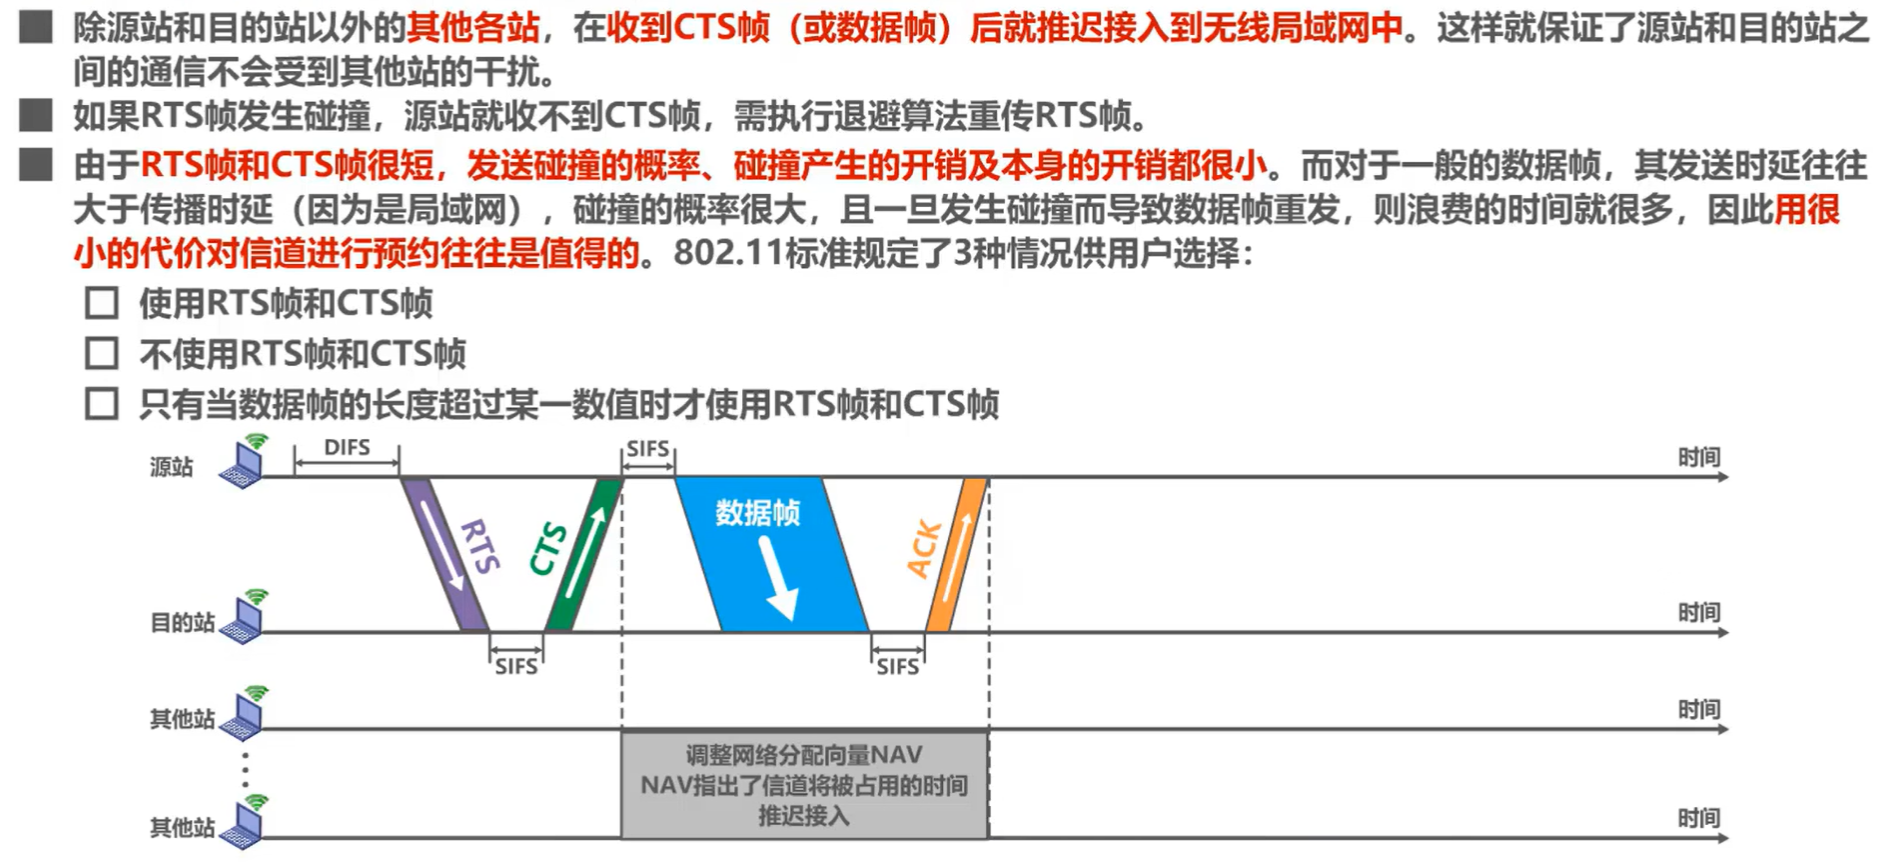 除源站和目的站以外的其他各站，在收到CTS帧（或数据帧）后就推迟接入到无线局域网中。这样就保证了源站和目的站之
间的通信不会受到其他站的干扰。
如果RTS帧发生碰撞，源站就收不到CTS帧，需执行退避算法重传RTS帧。
由于RTS帧和CTS帧很短，发送碰撞的概率、碰撞产生的开销及本身的开销都很小。而对于一般的数据帧，其发送时延往往
大于传播时延（因为是局域网），碰撞的概率很大，且一旦发生碰撞而导致数据帧重发，则浪费的时间就很多，因此用很
小的代价对信道进行预约往往是值得的。802.11标准规定了3种情况供用户选择：
使用RTS帧和CTS帧
不使用RTS帧和CTS帧
只有当数据帧的长度超过某一数值时才使用RTS帧和CTS帧
DIFS
SIFS
源站
时间
RTS
CTS
数据帧
ACK
目的站
时间
SIFS
SIFS
其他站
时间
调整网络分配向量NAV
NAV指出了信道将被占用的时间
推迟接入
其他站
时间